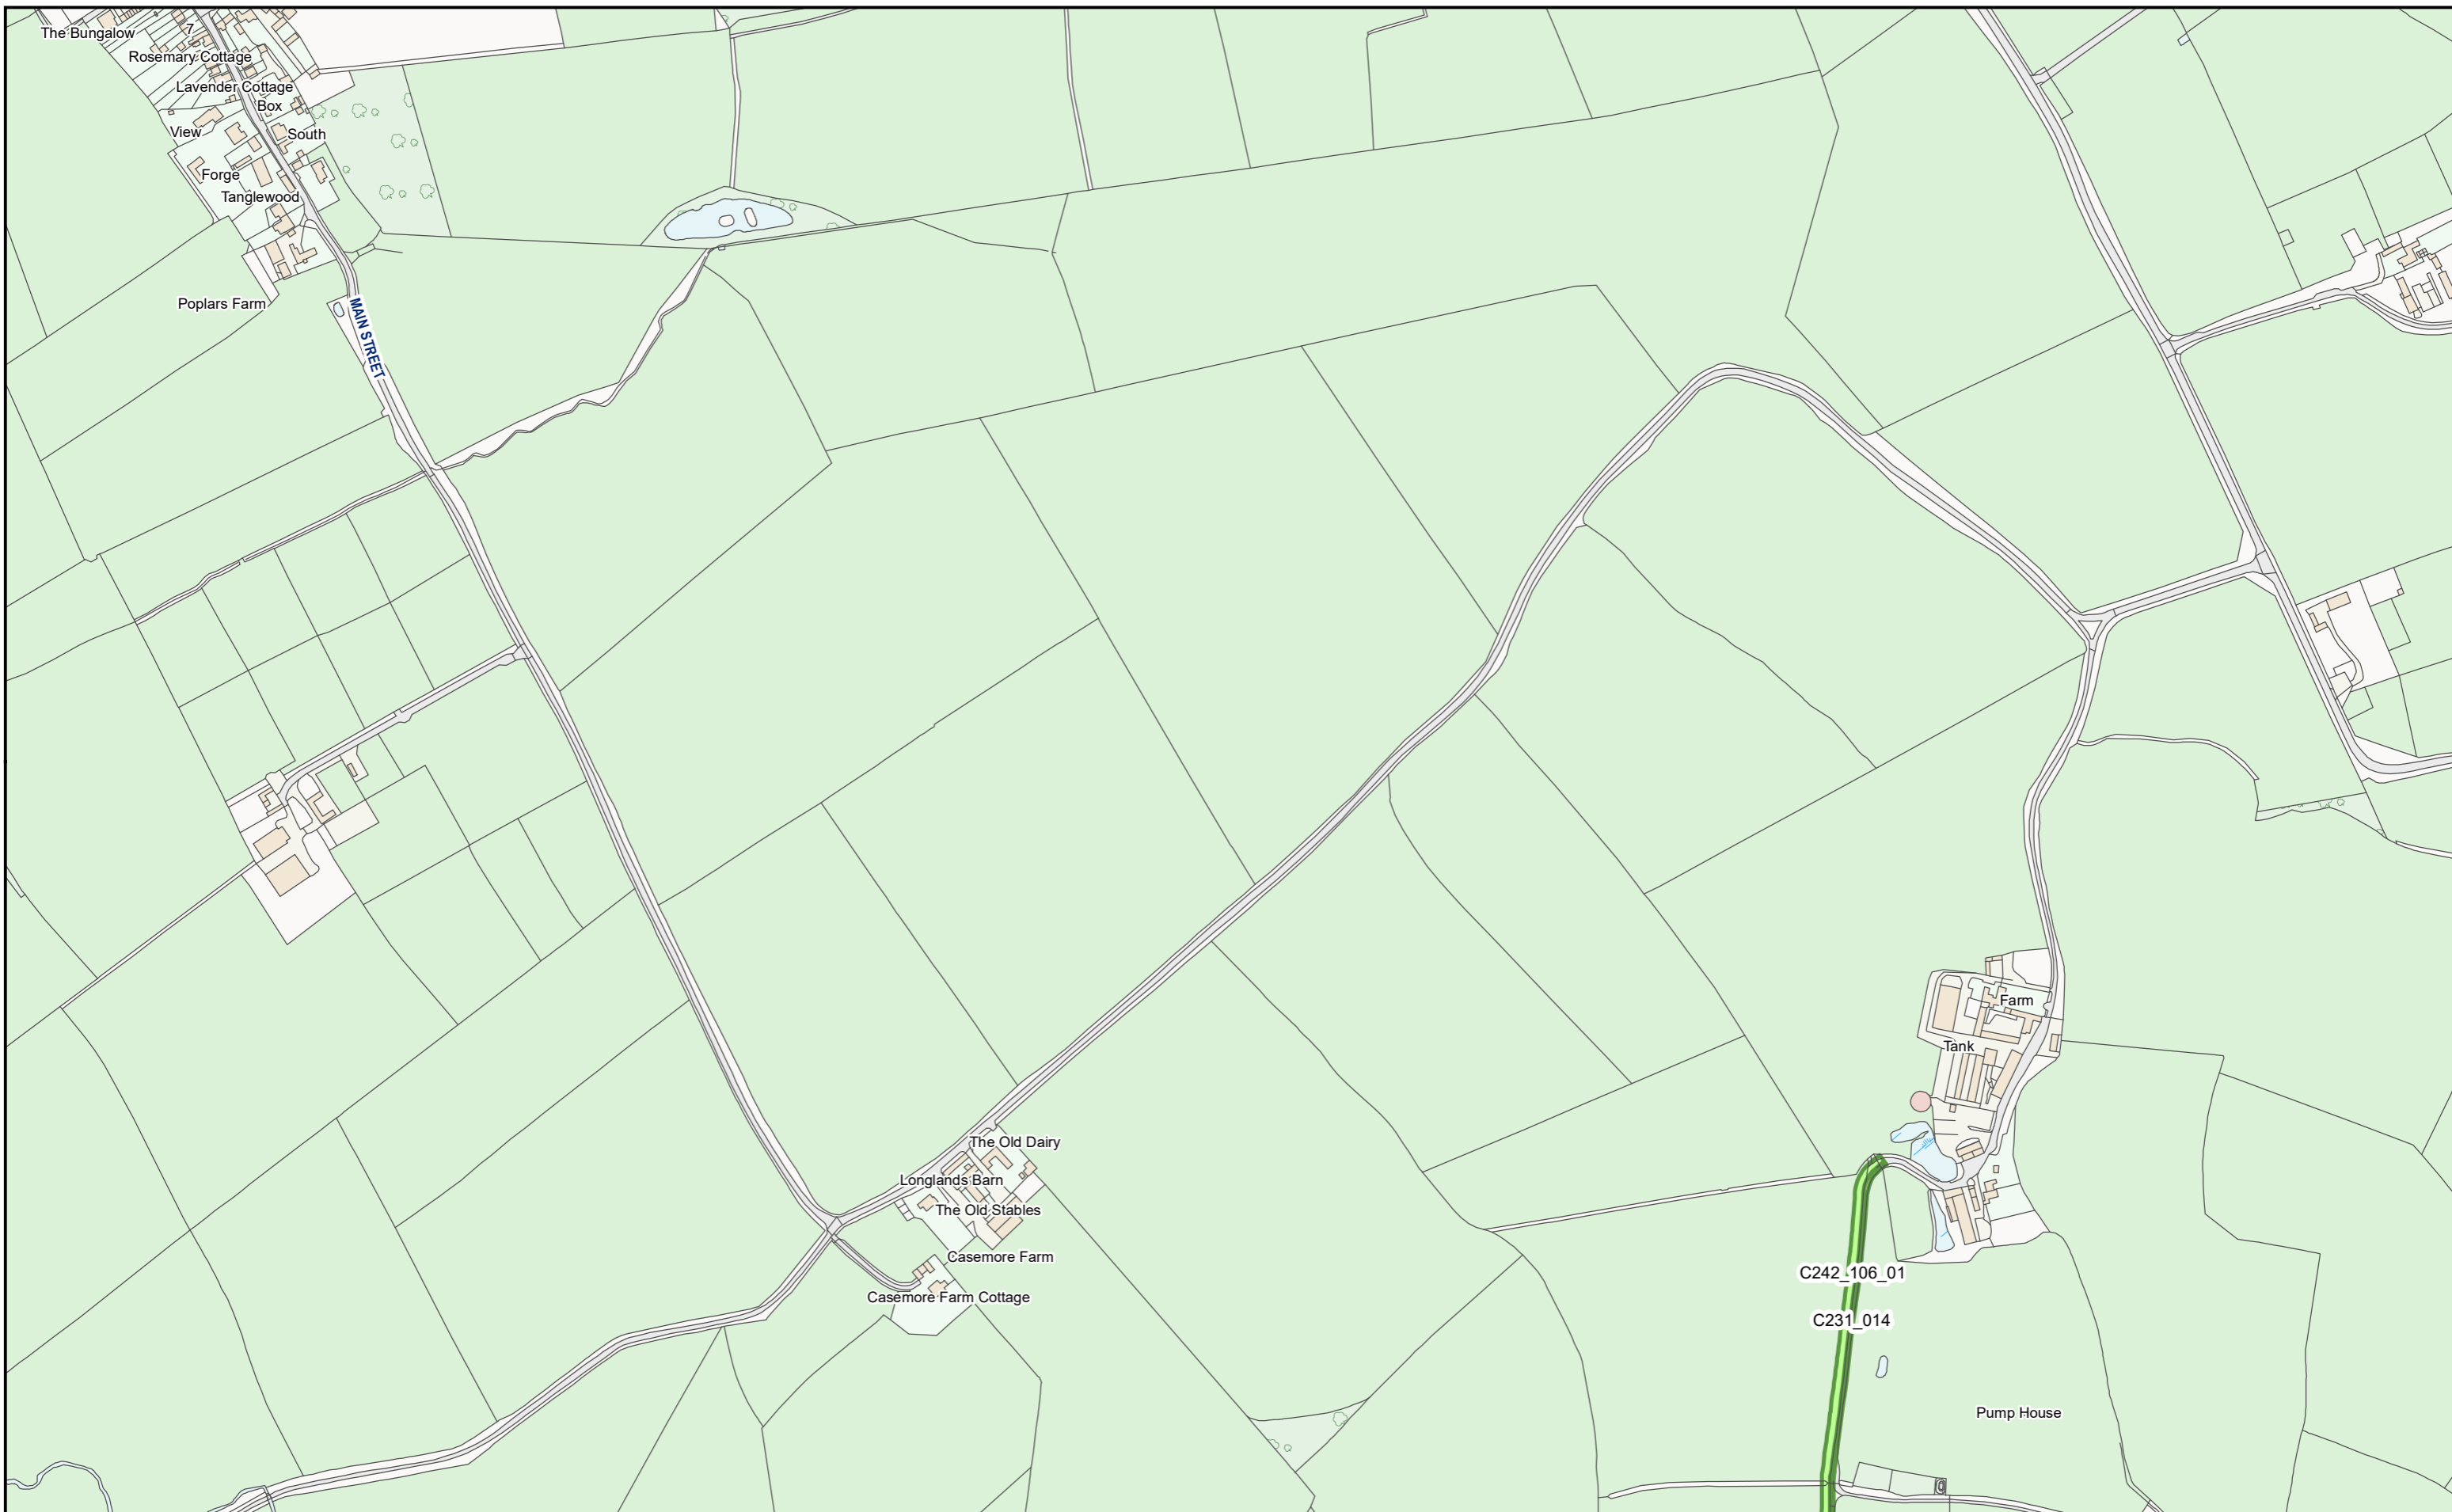 The Bungalow
7
Rosemary Cottage
Lavender Cottage
Box
View
South
Forge
Tanglewood
Poplars Farm
MAIN STREET
Farm
Tank
The Old Dairy
Longlands Barn
The Old Stables
Casemore Farm
Casemore Farm Cottage
C242_106_01
C231_014
Pump House